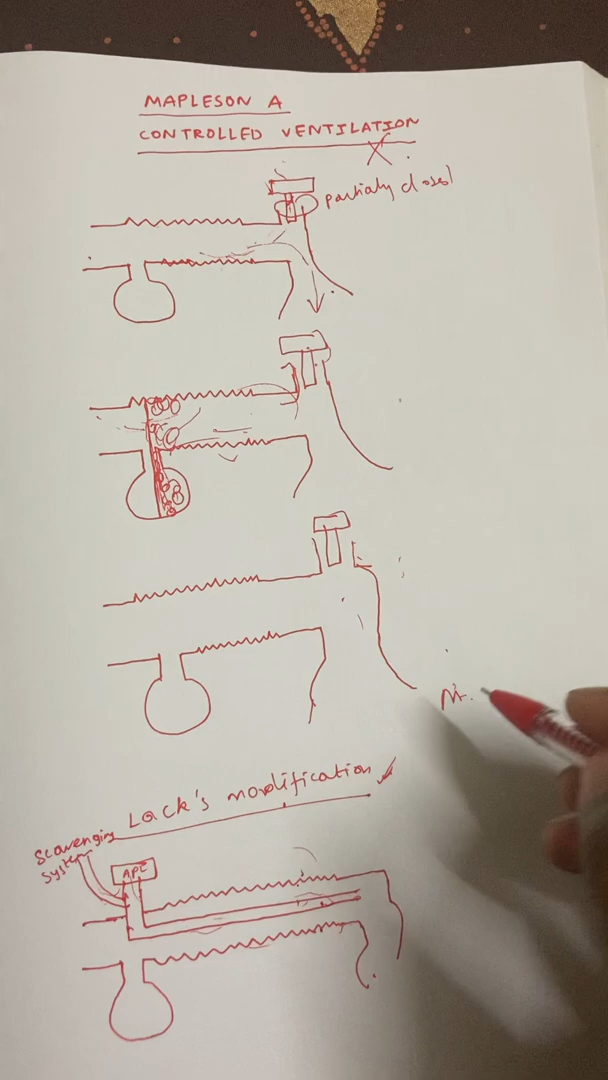 MAPLESON A
CONTROLLED VENTILATION
X
partially closed
Lack's modification
Scavenging
system
APL